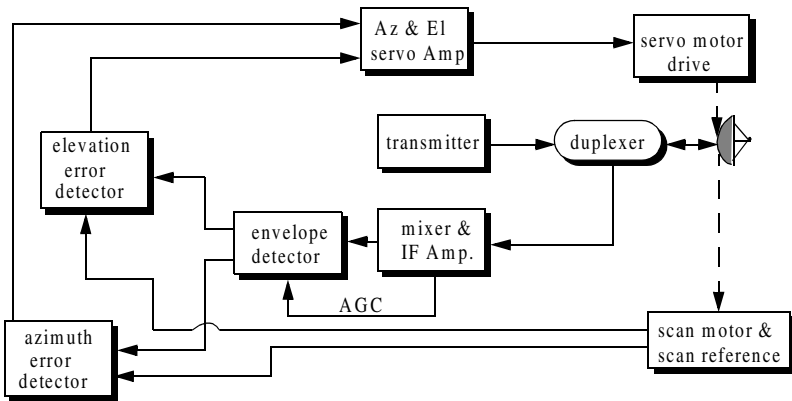 Az & El
servo Amp
servo motor
drive
elevation
error
detector
transmitter
duplexer
envelope
detector
mixer &
IF Amp.
AGC
azimuth
error
detector
scan motor &
scan reference